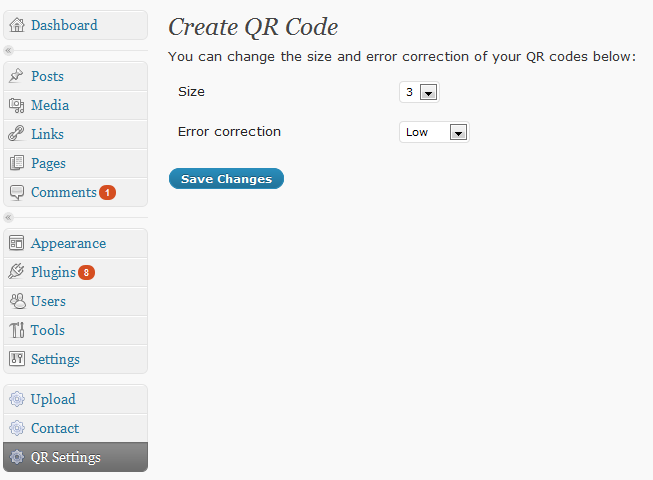 Dashboard
Posts
Media
Links
Pages
Comments 1
Appearance
Plugins 8
Users
Tools
Settings
Upload
Contact
QR Settings
Create QR Code
You can change the size and error correction of your QR codes below:
Size 3
Error correction Low
Save Changes